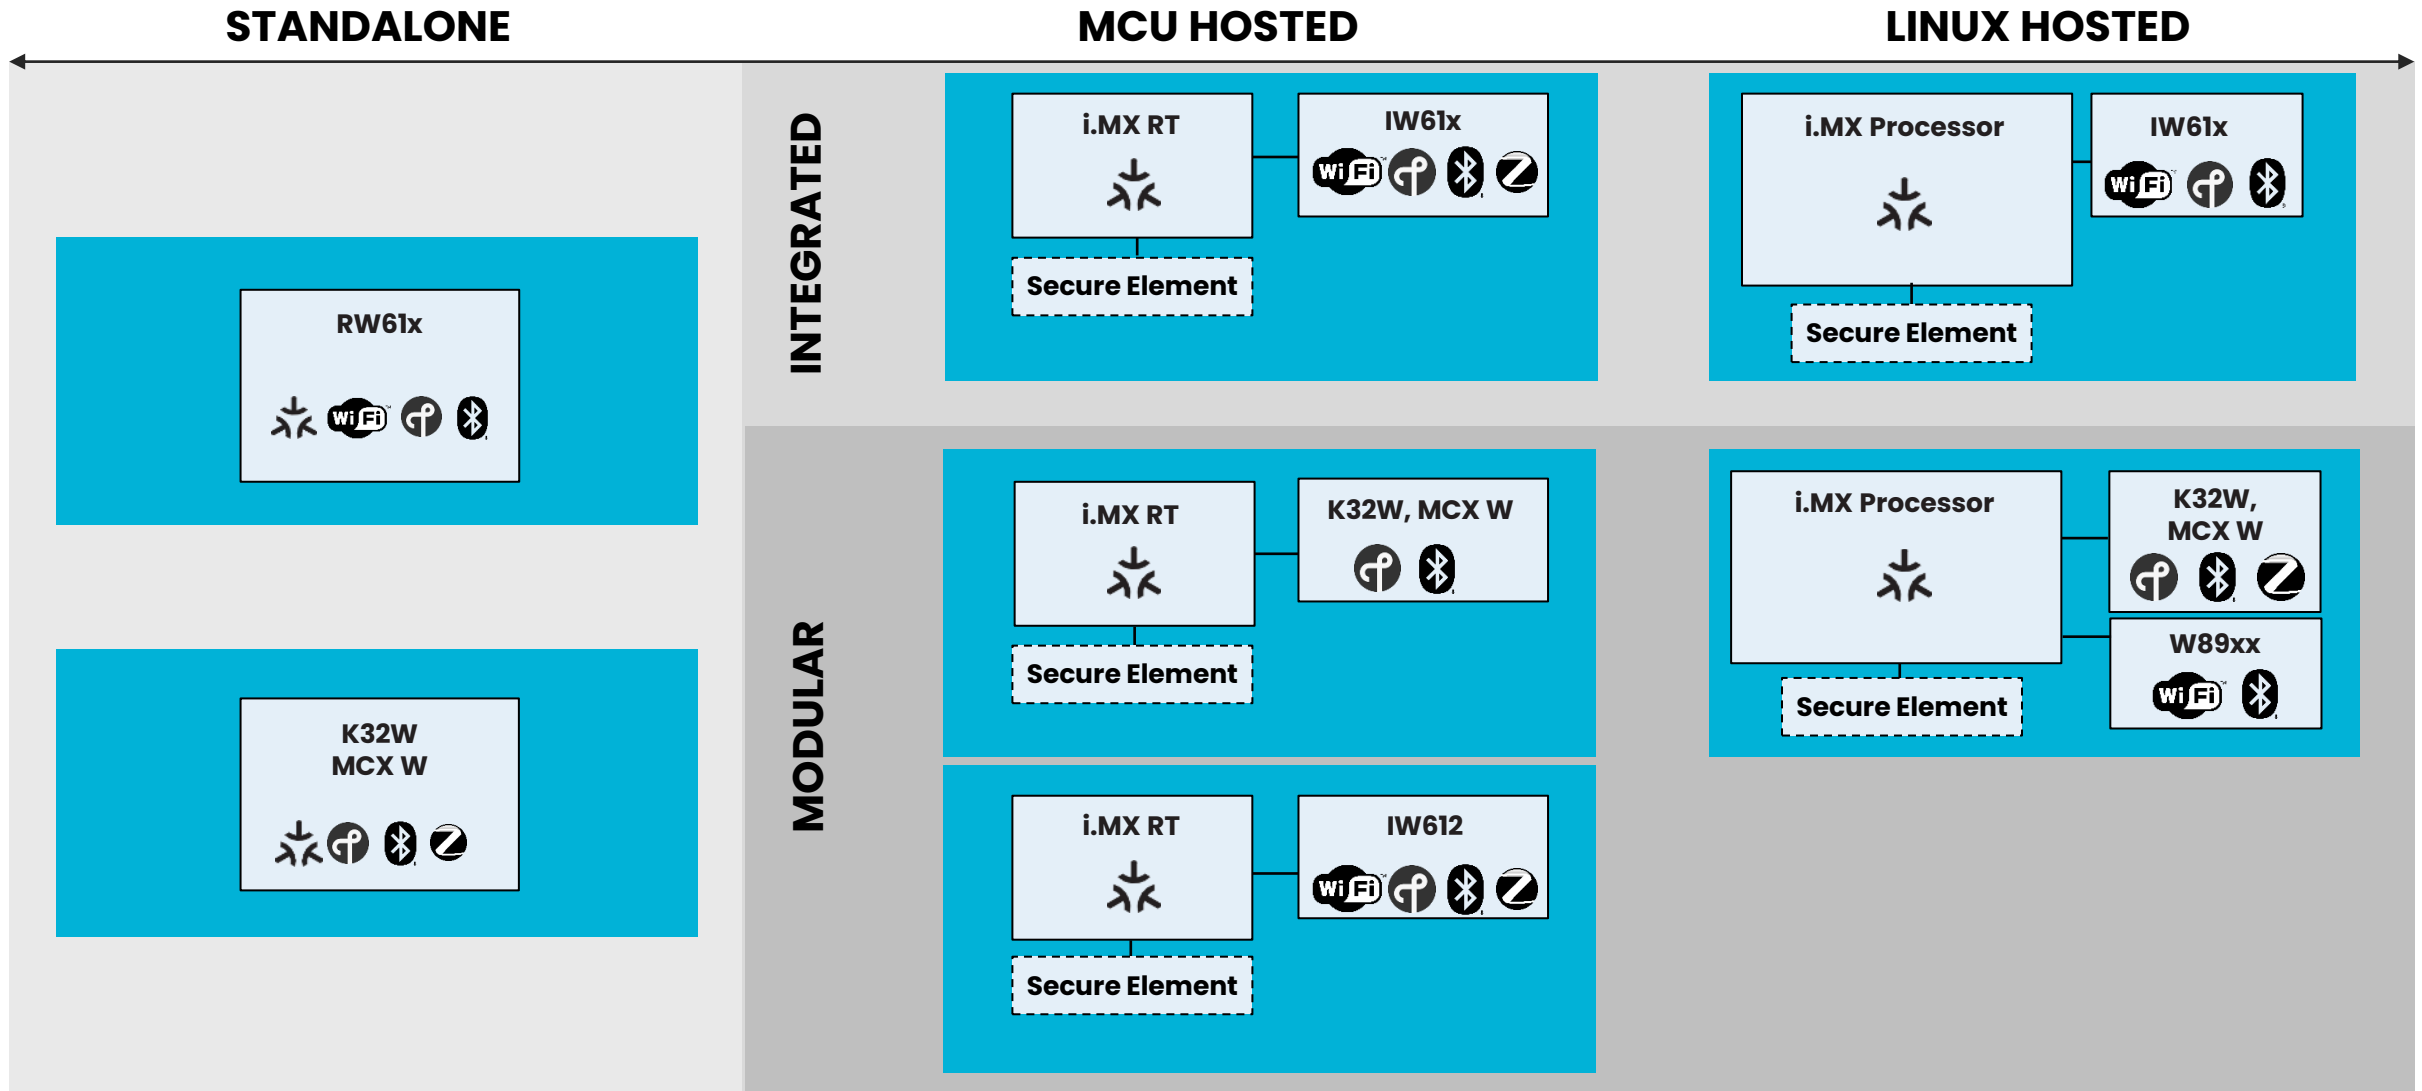 STANDALONE
MCU HOSTED
LINUX HOSTED
RW61x
Wi Fi
K32W
MCX W
INTEGRATED
i.MX RT
IW61x
Wi Fi
Secure Element
i.MX Processor
IW61x
Wi Fi
Secure Element
MODULAR
i.MX RT
K32W, MCX W
Secure Element
i.MX Processor
K32W,
MCX W
W89xx
Wi Fi
Secure Element
i.MX RT
IW612
Wi Fi
Secure Element